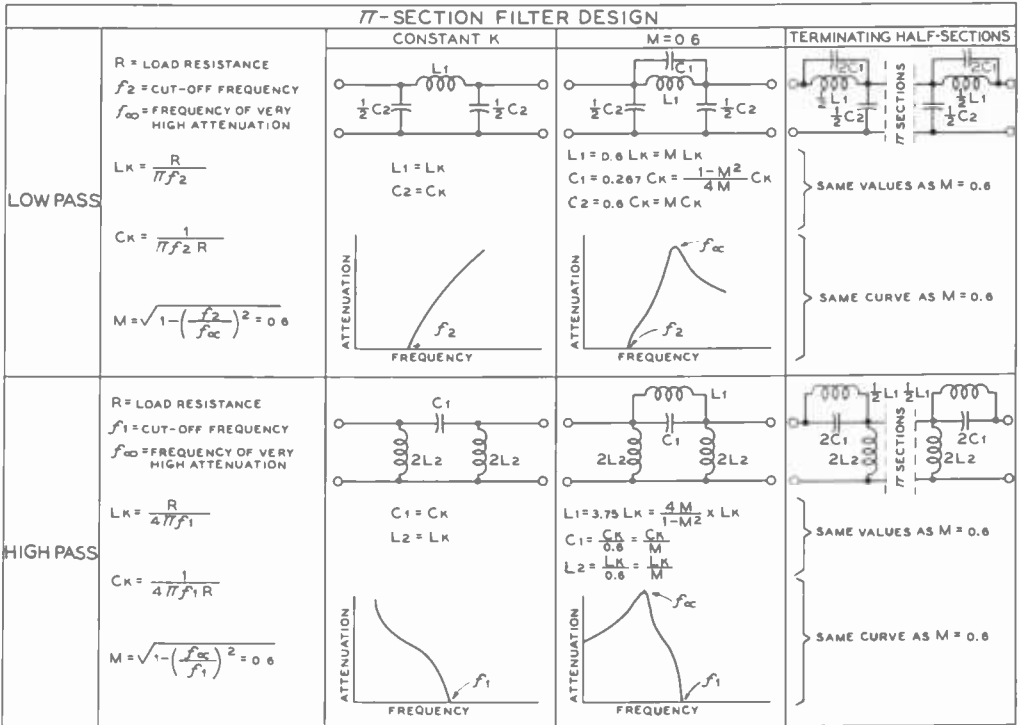 π-SECTION FILTER DESIGN
CONSTANT K
M=0.6
TERMINATING HALF-SECTIONS
LOW PASS
R = LOAD RESISTANCE
f2 = CUT-OFF FREQUENCY
f∞ = FREQUENCY OF VERY
HIGH ATTENUATION
LK = R / πf2
CK = 1 / πf2 R
M = √1-(f2/f∝)² = 0 6
L1
½C2
½C2
L1 = LK
C2 = CK
ATTENUATION
f2
FREQUENCY
C1
L1
½C2
½C2
L1 = 0.6 LK = M LK
C1 = 0.267 CK = 1-M²/4M CK
C2 = 0.6 CK = M CK
ATTENUATION
f∝
f2
FREQUENCY
2C1
½L1
½C2
π SECTIONS
2C1
½L1
½C2
SAME VALUES AS M = 0.6
SAME CURVE AS M = 0.6
HIGH PASS
R = LOAD RESISTANCE
f1 = CUT-OFF FREQUENCY
f∞ = FREQUENCY OF VERY
HIGH ATTENUATION
LK = R / 4πf1
CK = 1 / 4πf1R
M = √1-(f∝/f1)² = 0 6
C1
2L2
2L2
C1 = CK
L2 = LK
ATTENUATION
f1
FREQUENCY
L1
C1
2L2
2L2
L1 = 3.75 LK = 4M/1-M² x LK
C1 = CK/0.6 = CK/M
L2 = LK/0.6 = LK/M
ATTENUATION
f∝
f1
FREQUENCY
½L1
½L1
2C1
2C1
2L2
2L2
π SECTIONS
SAME VALUES AS M = 0.6
SAME CURVE AS M = 0.6